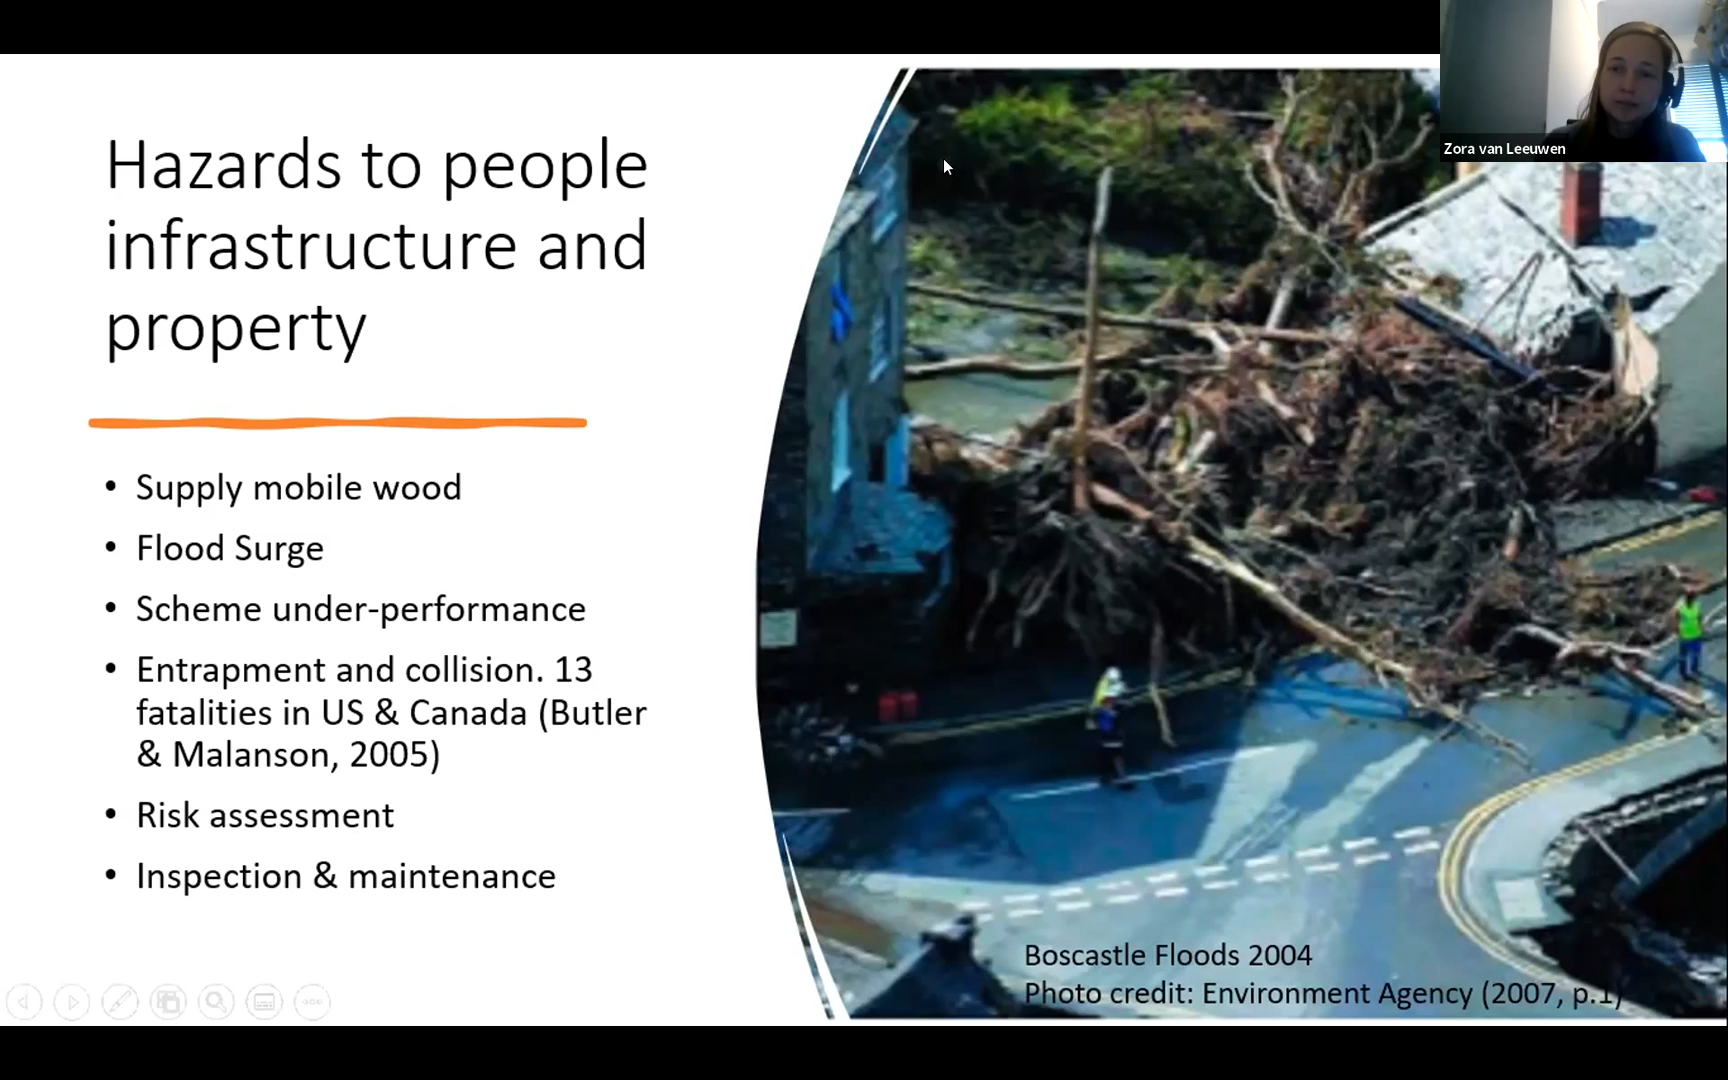 Zora van Leeuwen
Hazards to people
infrastructure and
property
• Supply mobile wood
• Flood Surge
• Scheme under-performance
• Entrapment and collision. 13
fatalities in US & Canada (Butler
& Malanson, 2005)
• Risk assessment
• Inspection & maintenance
Boscastle Floods 2004
Photo credit: Environment Agency (2007, p.1)